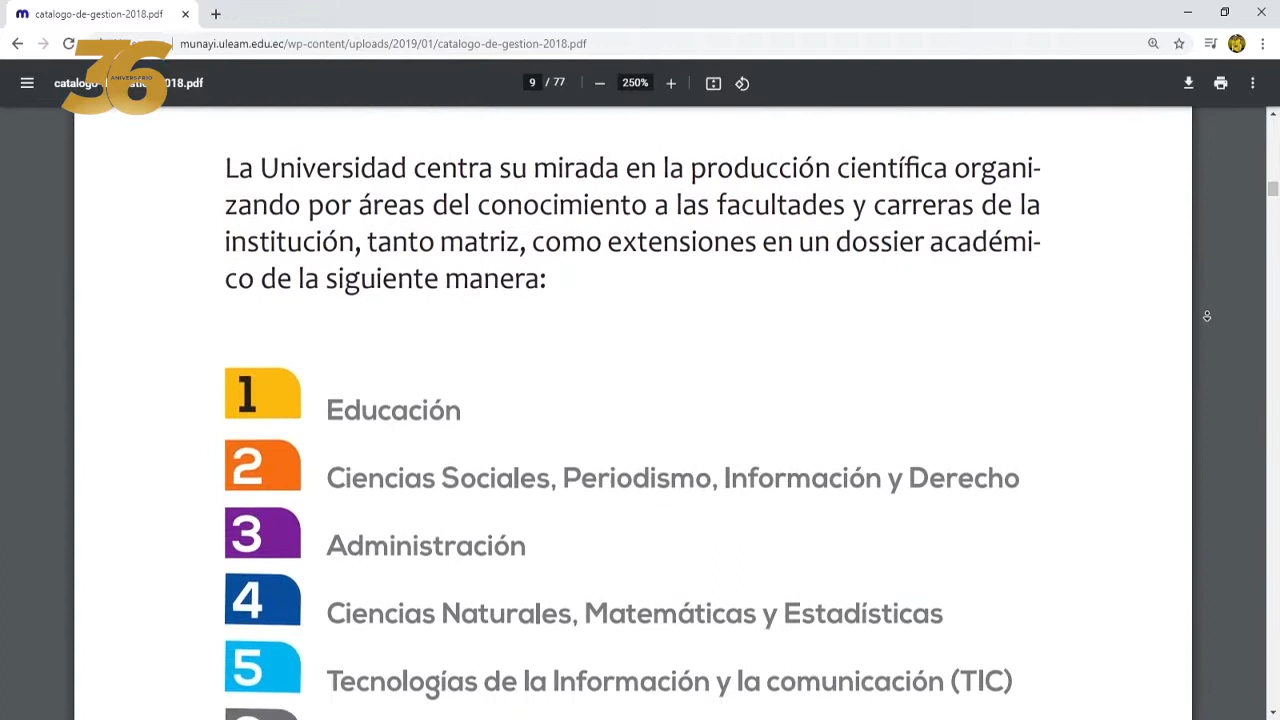 catalogo-de-gestion-2018.pdf
munayi.uleam.edu.ec/wp-content/uploads/2019/01/catalogo-de-gestion-2018.pdf
36
ANIVERSARIO
9 / 77
250%
La Universidad centra su mirada en la producción científica organi-
zando por áreas del conocimiento a las facultades y carreras de la
institución, tanto matriz, como extensiones en un dossier académi-
co de la siguiente manera:
1 Educación
2 Ciencias Sociales, Periodismo, Información y Derecho
3 Administración
4 Ciencias Naturales, Matemáticas y Estadísticas
5 Tecnologías de la Información y la comunicación (TIC)